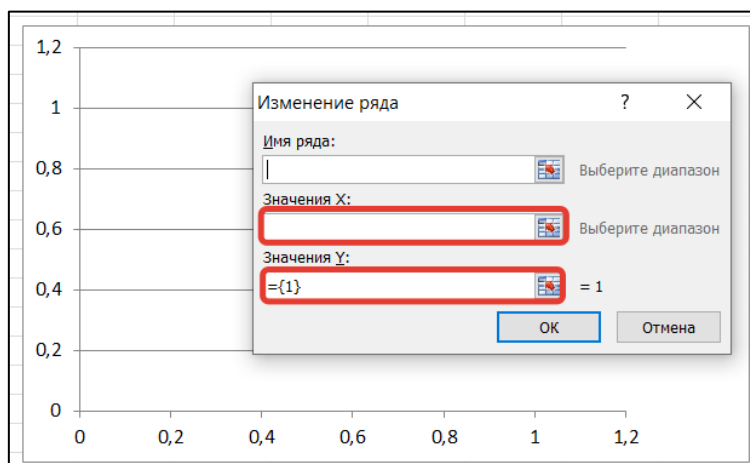 1,2
1
0,8
0,6
0,4
0,2
0
0 0,2 0,4 0,6 0,8 1 1,2
Изменение ряда ? ×
Имя ряда:
Выберите диапазон
Значения X:
Выберите диапазон
Значения Y:
={1} = 1
ОК Отмена